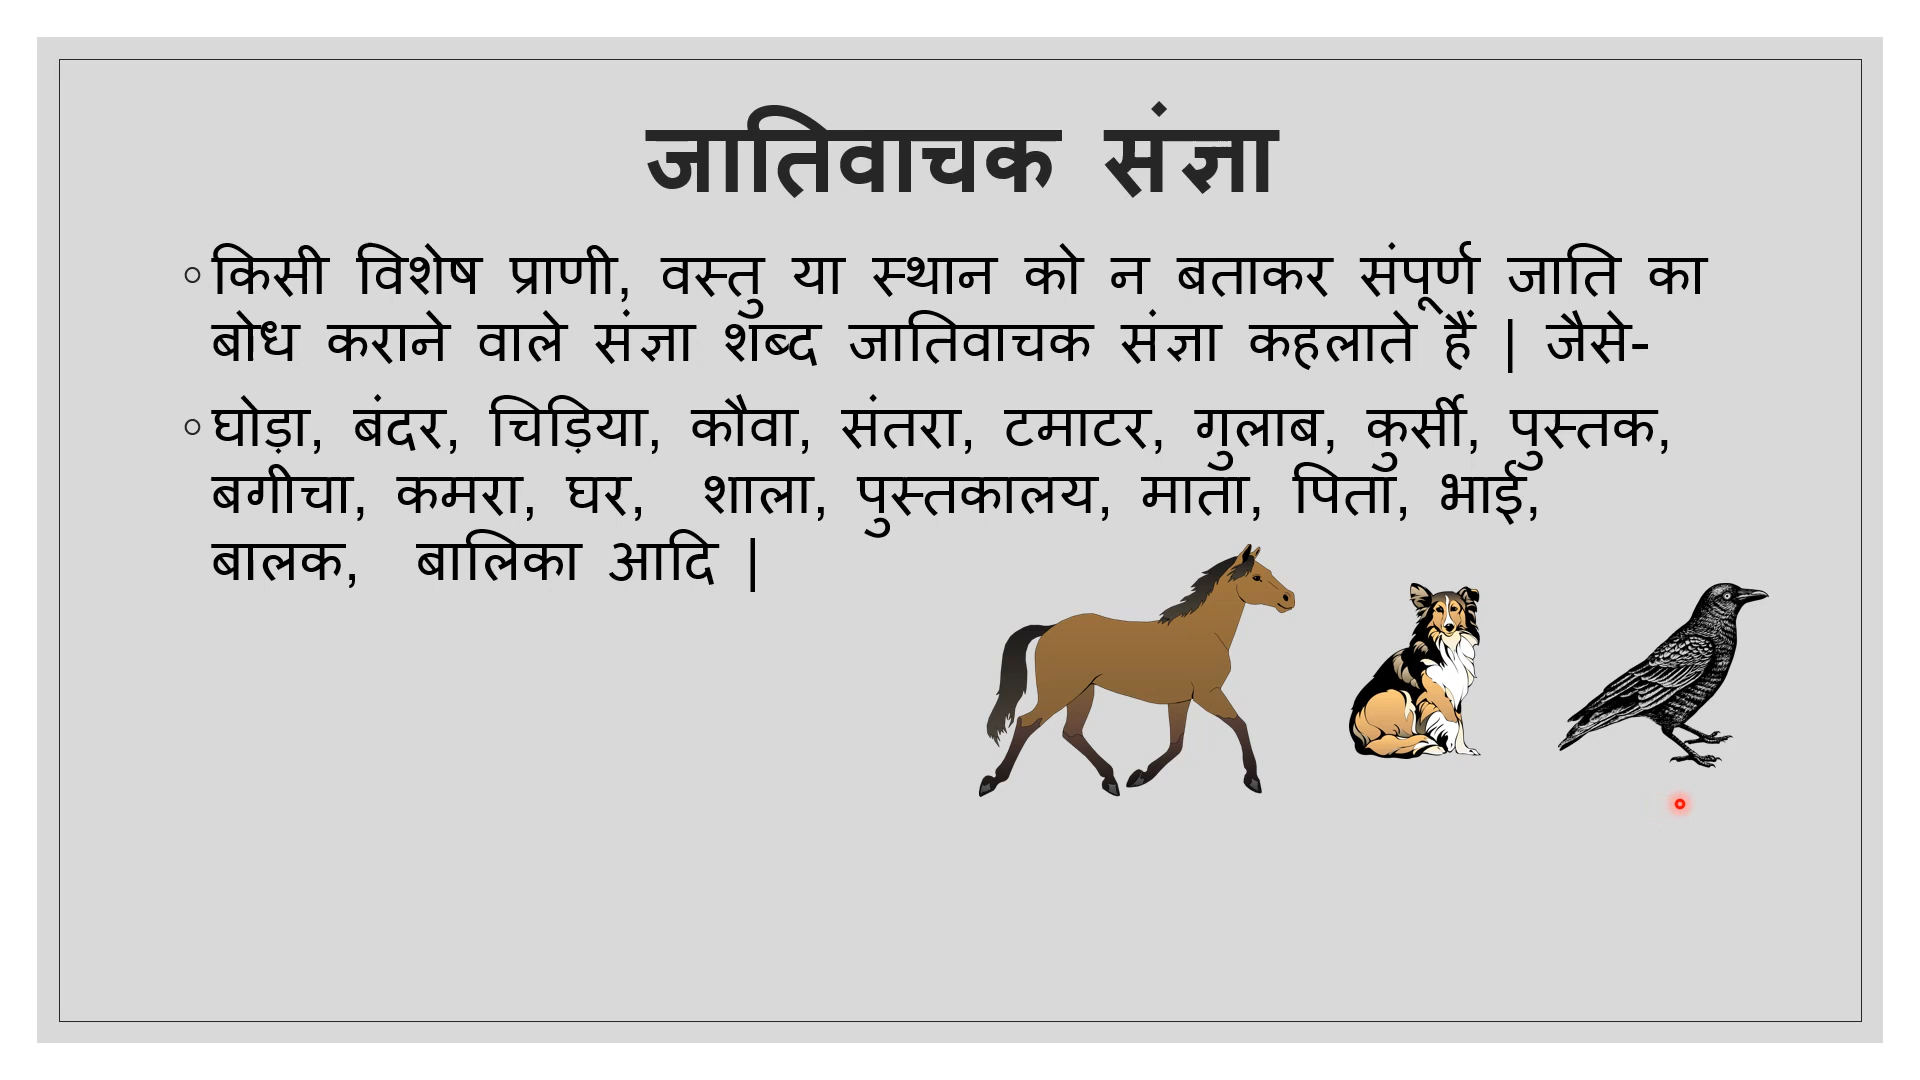 जातिवाचक संज्ञा
◦किसी विशेष प्राणी, वस्तु या स्थान को न बताकर संपूर्ण जाति का
बोध कराने वाले संज्ञा शब्द जातिवाचक संज्ञा कहलाते हैं | जैसे-
◦घोड़ा, बंदर, चिड़िया, कौवा, संतरा, टमाटर, गुलाब, कुर्सी, पुस्तक,
बगीचा, कमरा, घर, शाला, पुस्तकालय, माता, पिता, भाई,
बालक, बालिका आदि |